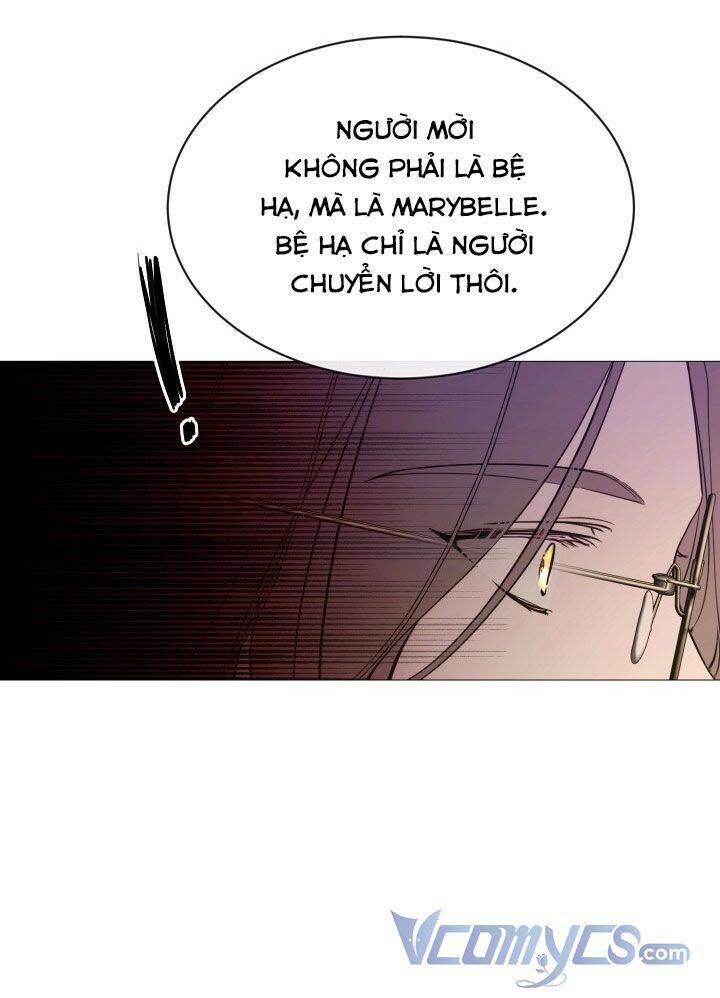 NGƯỜI MỜI
KHÔNG PHẢI LÀ BỆ
HẠ, MÀ LÀ MARYBELLE.
BỆ HẠ CHỈ LÀ NGƯỜI
CHUYỂN LỜI THÔI.
VCOMYCS.com